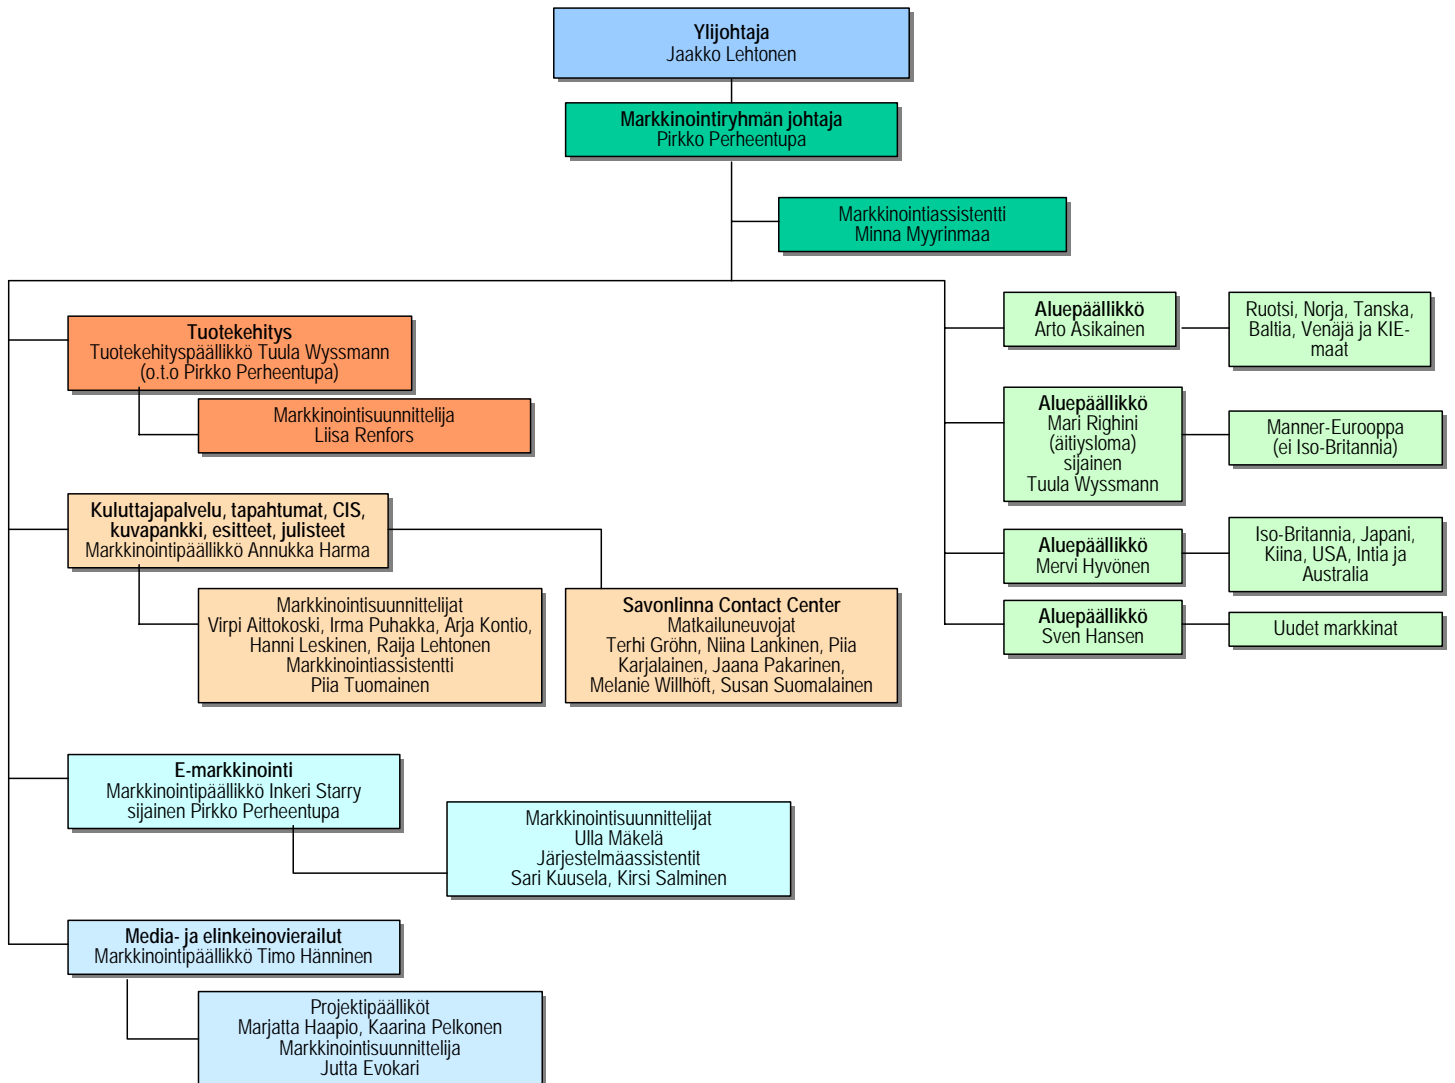 Ylijohtaja
Jaakko Lehtonen
Markkinointiryhmän johtaja
Pirkko Perheentupa
Markkinointiassistentti
Minna Myyrinmaa
Tuotekehitys
Tuotekehityspäällikkö Tuula Wyssmann
(o.t.o Pirkko Perheentupa)
Markkinointisuunnittelija
Liisa Renfors
Kuluttajapalvelu, tapahtumat, CIS,
kuvapankki, esitteet, julisteet
Markkinointipäällikkö Annukka Harma
Markkinointisuunnittelijat
Virpi Aittokoski, Irma Puhakka, Arja Kontio,
Hanni Leskinen, Raija Lehtonen
Markkinointiassistentti
Piia Tuomainen
Savonlinna Contact Center
Matkailuneuvojat
Terhi Gröhn, Niina Lankinen, Piia
Karjalainen, Jaana Pakarinen,
Melanie Willhöft, Susan Suomalainen
E-markkinointi
Markkinointipäällikkö Inkeri Starry
sijainen Pirkko Perheentupa
Markkinointisuunnittelijat
Ulla Mäkelä
Järjestelmäassistentit
Sari Kuusela, Kirsi Salminen
Media- ja elinkeinovierailut
Markkinointipäällikkö Timo Hänninen
Projektipäälliköt
Marjatta Haapio, Kaarina Pelkonen
Markkinointisuunnittelija
Jutta Evokari
Aluepäällikkö
Arto Asikainen
Ruotsi, Norja, Tanska,
Baltia, Venäjä ja KIE-
maat
Aluepäällikkö
Mari Righini
(äitiysloma)
sijainen
Tuula Wyssmann
Manner-Eurooppa
(ei Iso-Britannia)
Aluepäällikkö
Mervi Hyvönen
Iso-Britannia, Japani,
Kiina, USA, Intia ja
Australia
Aluepäällikkö
Sven Hansen
Uudet markkinat